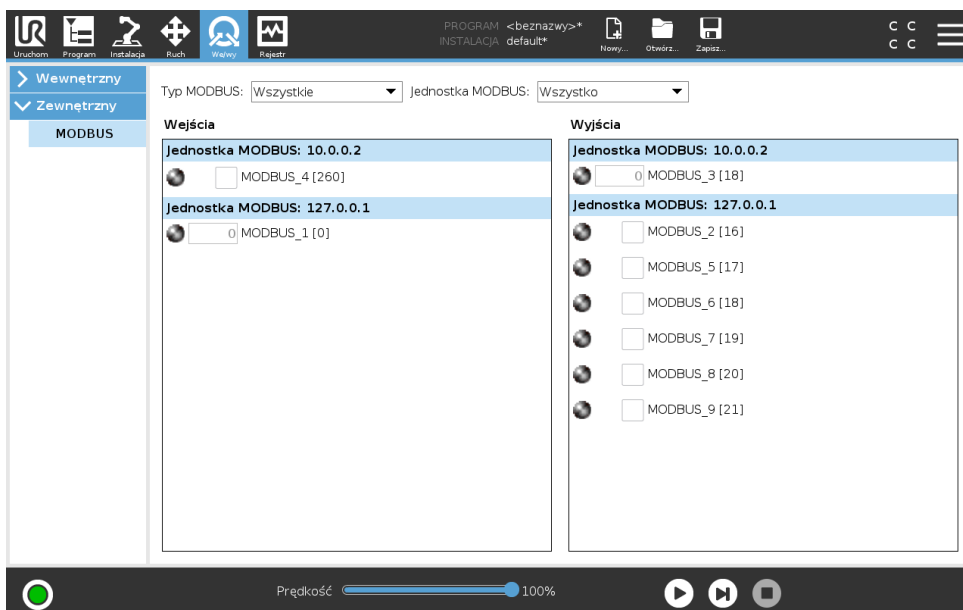 UR
PROGRAM <beznazwy>*
INSTALACJA default*
C C
C C
Uruchom Program Instalacja Ruch We/wy Rejestr Nowy... Otwórz... Zapisz...
Wewnętrzny
Zewnętrzny
MODBUS
Typ MODBUS: Wszystkie Jednostka MODBUS: Wszystko
Wejścia
Jednostka MODBUS: 10.0.0.2
MODBUS_4 [260]
Jednostka MODBUS: 127.0.0.1
0 MODBUS_1 [0]
Wyjścia
Jednostka MODBUS: 10.0.0.2
0 MODBUS_3 [18]
Jednostka MODBUS: 127.0.0.1
MODBUS_2 [16]
MODBUS_5 [17]
MODBUS_6 [18]
MODBUS_7 [19]
MODBUS_8 [20]
MODBUS_9 [21]
Prędkość 100%